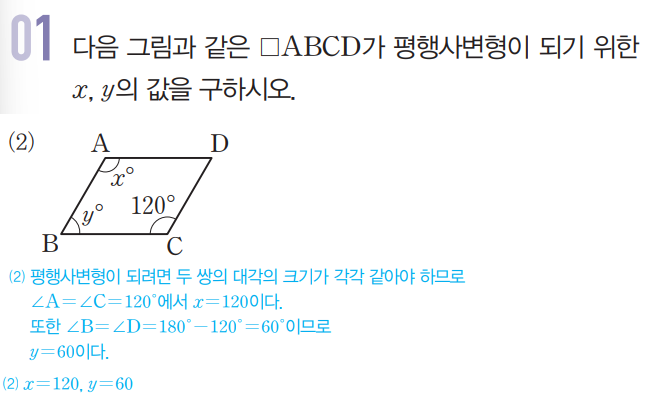 01 다음 그림과 같은 □ABCD가 평행사변형이 되기 위한
x, y의 값을 구하시오.
(2)
A D
x°
y° 120°
B C
(2) 평행사변형이 되려면 두 쌍의 대각의 크기가 각각 같아야 하므로
∠A=∠C=120°에서 x=120이다.
또한 ∠B=∠D=180°-120°=60°이므로
y=60이다.
(2) x=120, y=60